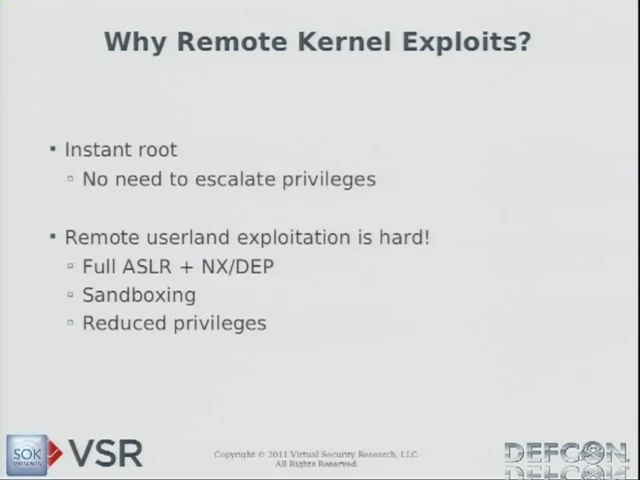 Why Remote Kernel Exploits?
▪ Instant root
▫ No need to escalate privileges
▪ Remote userland exploitation is hard!
▫ Full ASLR + NX/DEP
▫ Sandboxing
▫ Reduced privileges
SOK
PRESENTS
VSR
Copyright © 2011 Virtual Security Research, LLC.
All Rights Reserved.
DEFCON